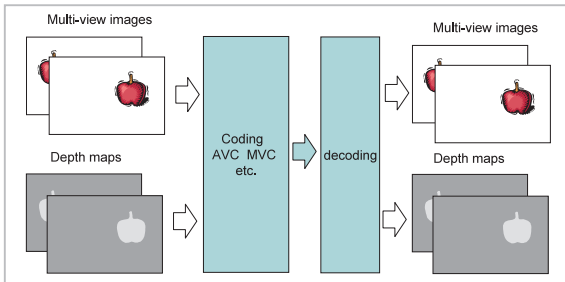 Multi-view images
Depth maps
Coding
AVC MVC
etc.
decoding
Multi-view images
Depth maps